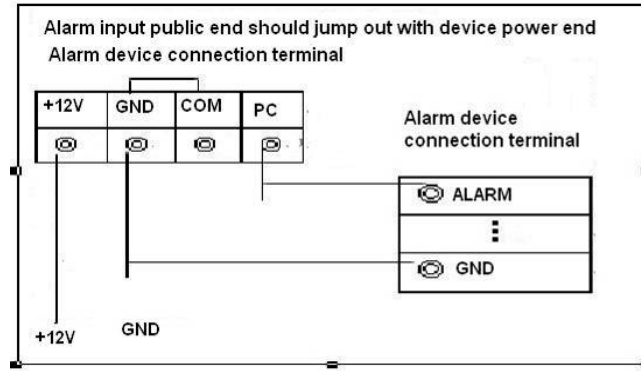 Alarm input public end should jump out with device power end
Alarm device connection terminal
+12V GND COM PC
Alarm device
connection terminal
ALARM
GND
+12V GND